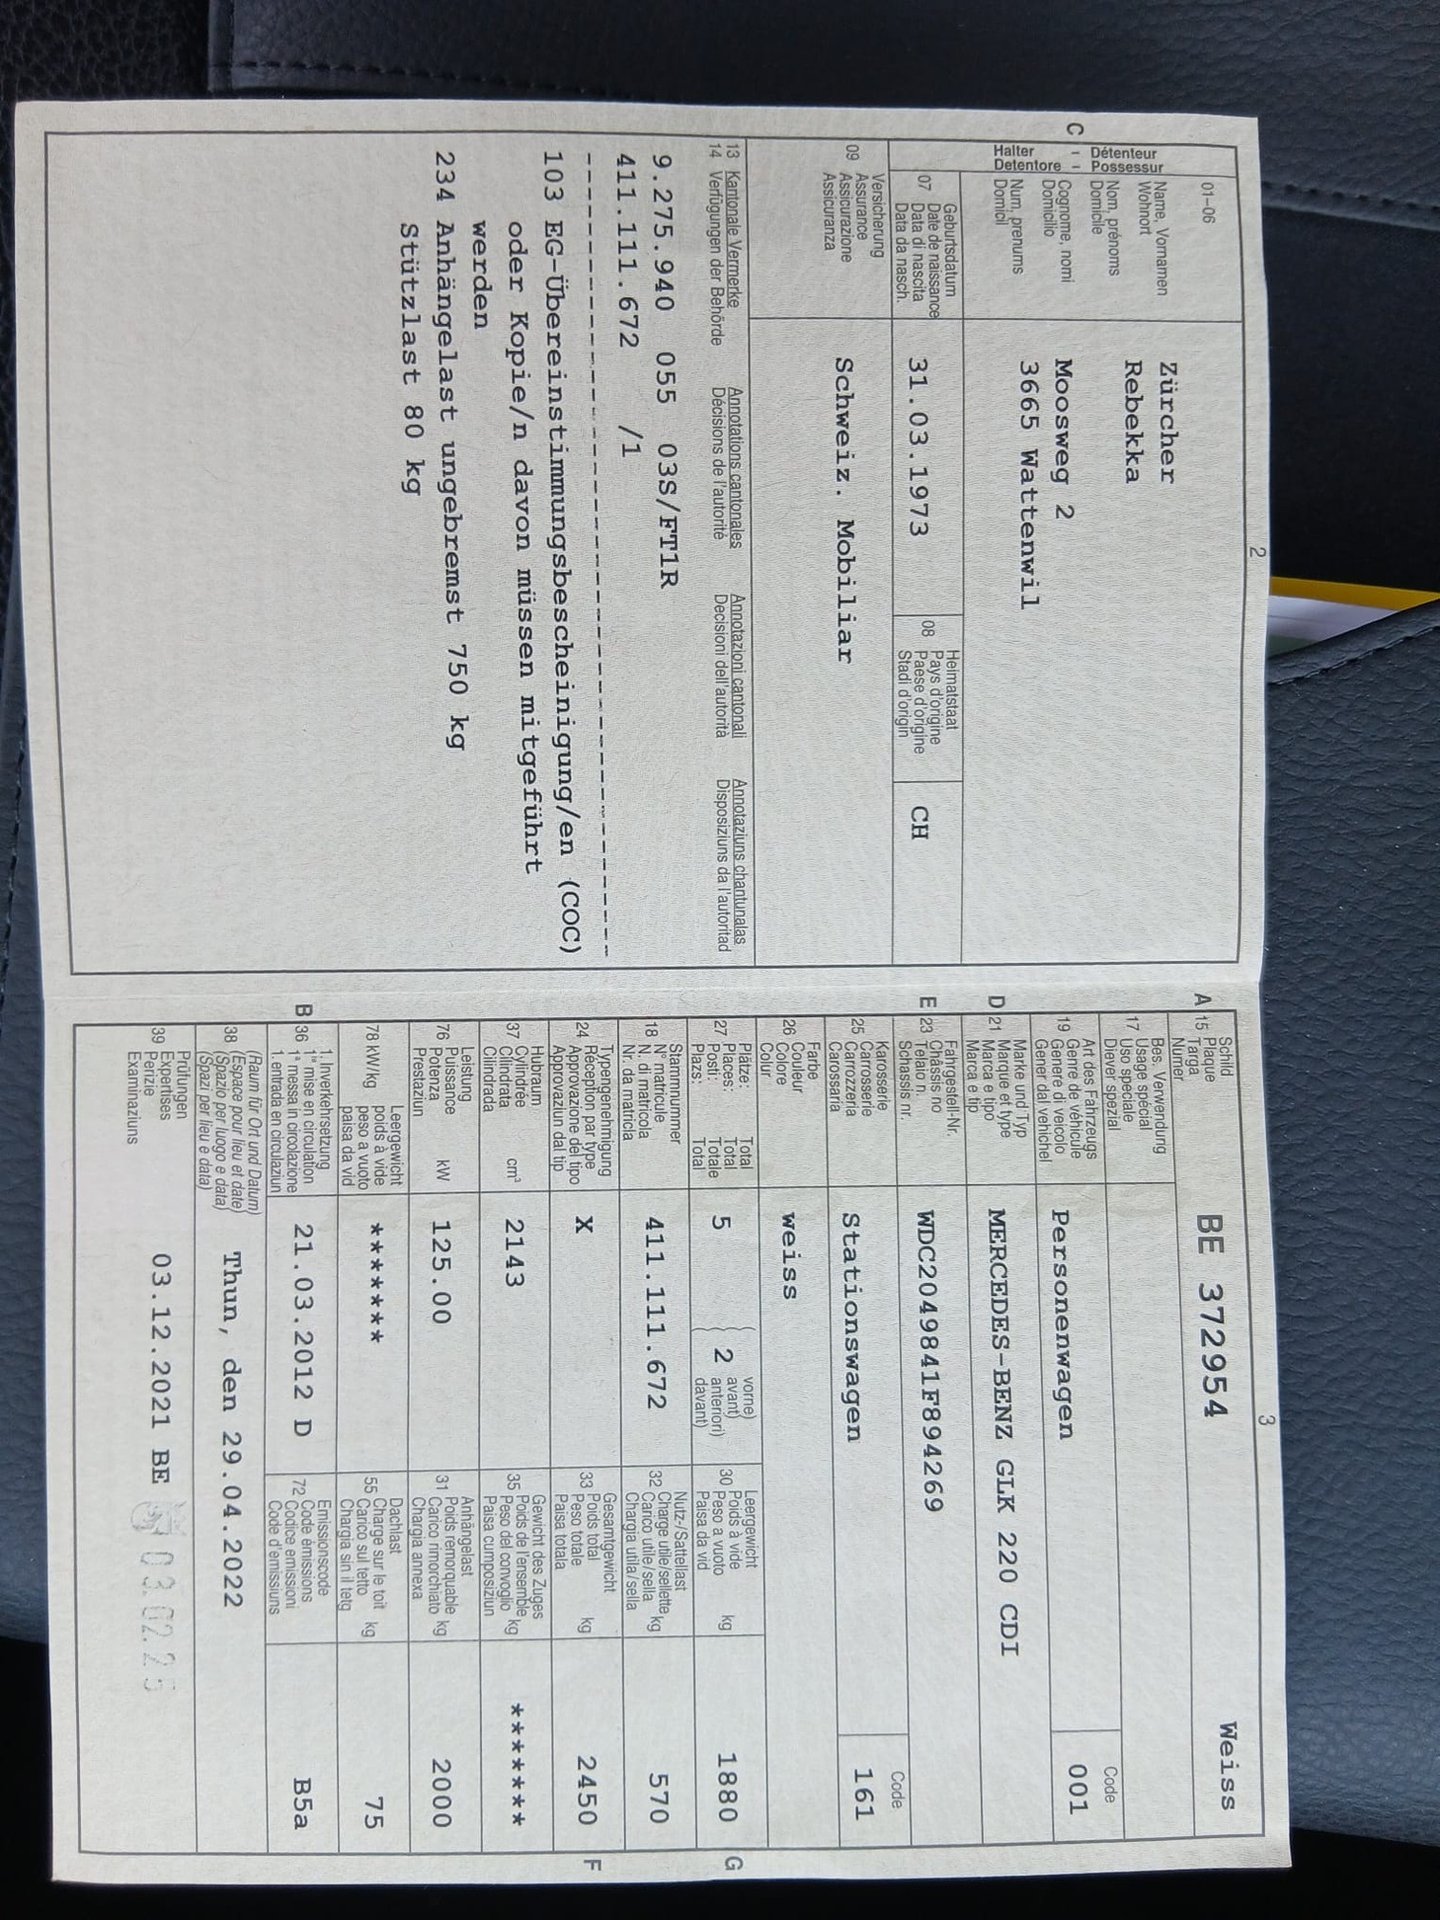 2
01-06
C
Halter - Détenteur
Detentore - Possessur
Name, Vornamen
Wohnort
Nom, prénoms
Domicile
Cognome, nomi
Domicilio
Num, prenums
Domicil
Zürcher
Rebekka
Moosweg 2
3665 Wattenwil
07 Geburtsdatum
Date de naissance
Data di nascita
Data da nasch.
31.03.1973
08 Heimatstaat
Pays d'origine
Paese d'origine
Stadi d'origin
CH
09 Versicherung
Assurance
Assicurazione
Assicuranza
Schweiz. Mobiliar
13 Kantonale Vermerke Annotations cantonales Annotazioni cantonali Annotaziuns chantunalas
14 Verfügungen der Behörde Décisions de l'autorité Decisioni dell'autorità Disposiziuns da l'autoritad
9.275.940 055 03S/FT1R
411.111.672 /1
103 EG-Übereinstimmungsbescheinigung/en (COC)
oder Kopie/n davon müssen mitgeführt
werden
234 Anhängelast ungebremst 750 kg
Stützlast 80 kg
3
A 15 Schild
Plaque
Targa
Numer
BE 372954 Weiss
17 Bes. Verwendung
Usage spécial
Uso speciale
Diever spezial
19 Art des Fahrzeugs
Genre de véhicule
Genere di veicolo
Gener dal vehichel
Personenwagen
Code
001
D 21 Marke und Typ
Marque et type
Marca e tipo
Marca e tip
MERCEDES-BENZ GLK 220 CDI
E 23 Fahrgestell-Nr.
Châssis no
Telaio n.
Schassis nr.
WDC2049841F894269
25 Karosserie
Carrosserie
Carrozzeria
Carossaria
Stationswagen
Code
161
26 Farbe
Couleur
Colore
Colur
weiss
27 Plätze: Total
Places: Total
Posti: Totale
Plazs: Total
5
2
vorne)
avant)
anteriori)
davant)
30 Leergewicht
Poids à vide
Peso a vuoto
Paisa da vid
kg
1880
G
18 Stammnummer
N° matricule
N. di matricola
Nr. da matricla
411.111.672
32 Nutz-/Sattellast
Charge utile/sellette
Carico utile/sella
Chargia utila/sella
kg
570
24 Typengenehmigung
Réception par type
Approvazione del tipo
Approvaziun dal tip
X
33 Gesamtgewicht
Poids total
Peso totale
Paisa totala
kg
2450
F
37 Hubraum
Cylindrée
Cilindrata
Cilindrada
cm³
2143
35 Gewicht des Zuges
Poids de l'ensemble
Peso del convoglio
Paisa cumposiziun
kg
*******
76 Leistung
Puissance
Potenza
Prestaziun
kW
125.00
31 Anhängelast
Poids remorquable
Carico rimorchiato
Chargia annexa
kg
2000
78 kW/kg
Leergewicht
poids à vide
peso a vuoto
paisa da vid
*******
55 Dachlast
Charge sur le toit
Carico sul tetto
Chargia sin il tetg
kg
75
B 36 1. Inverkehrsetzung
1re mise en circulation
1a messa in circolazione
1. entrada en circulaziun
21.03.2012 D
72 Emissionscode
Code émissions
Codice emissioni
Code d'emissiuns
B5a
38 (Raum für Ort und Datum)
(Espace pour lieu et date)
(Spazio per luogo e data)
(Spazi per lieu e data)
Thun, den 29.04.2022
39 Prüfungen
Expertises
Perizie
Examinaziuns
03.12.2021 BE
03.02.25